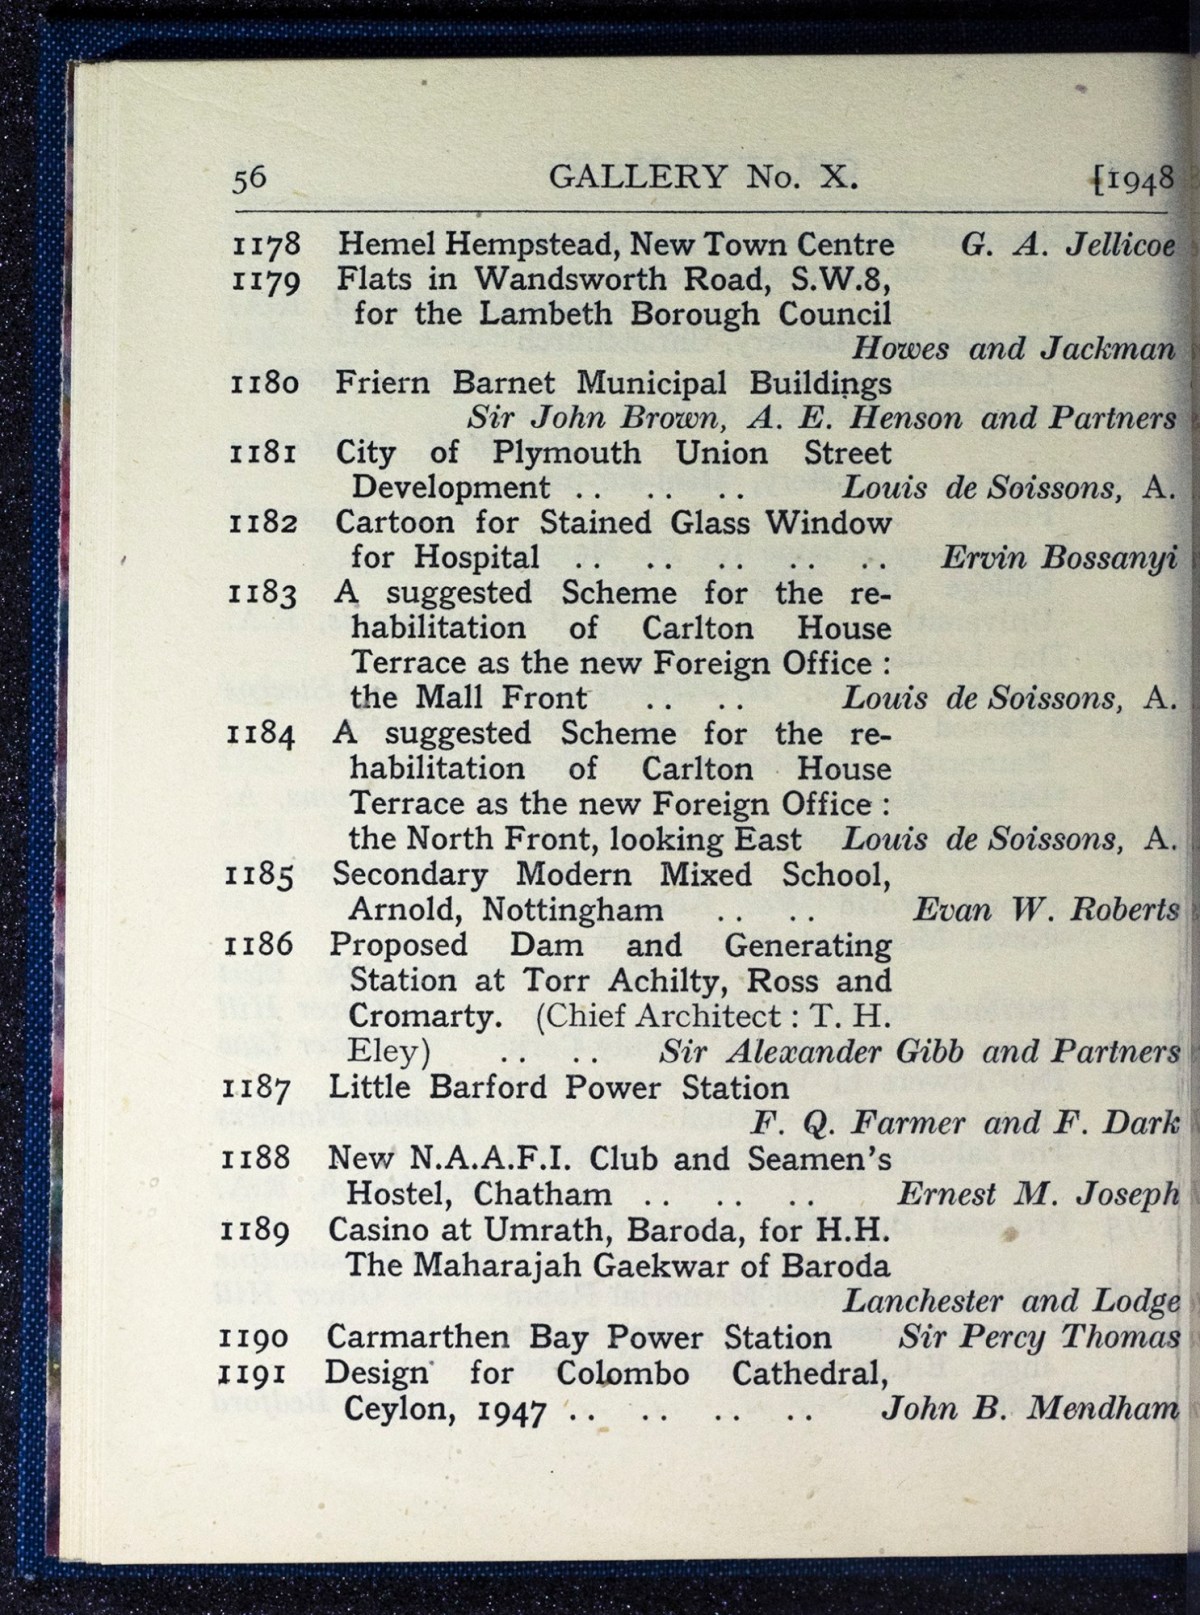 56 GALLERY No. X. [1948
1178 Hemel Hempstead, New Town Centre G. A. Jellicoe
1179 Flats in Wandsworth Road, S.W.8,
for the Lambeth Borough Council
Howes and Jackman
1180 Friern Barnet Municipal Buildings
Sir John Brown, A. E. Henson and Partners
1181 City of Plymouth Union Street
Development .. .. .. Louis de Soissons, A.
1182 Cartoon for Stained Glass Window
for Hospital .. .. .. .. .. Ervin Bossanyi
1183 A suggested Scheme for the re-
habilitation of Carlton House
Terrace as the new Foreign Office :
the Mall Front .. .. Louis de Soissons, A.
1184 A suggested Scheme for the re-
habilitation of Carlton House
Terrace as the new Foreign Office :
the North Front, looking East Louis de Soissons, A.
1185 Secondary Modern Mixed School,
Arnold, Nottingham .. .. Evan W. Roberts
1186 Proposed Dam and Generating
Station at Torr Achilty, Ross and
Cromarty. (Chief Architect : T. H.
Eley) .. .. Sir Alexander Gibb and Partners
1187 Little Barford Power Station
F. Q. Farmer and F. Dark
1188 New N.A.A.F.I. Club and Seamen's
Hostel, Chatham .. .. .. Ernest M. Joseph
1189 Casino at Umrath, Baroda, for H.H.
The Maharajah Gaekwar of Baroda
Lanchester and Lodge
1190 Carmarthen Bay Power Station Sir Percy Thomas
1191 Design for Colombo Cathedral,
Ceylon, 1947 .. .. .. .. John B. Mendham